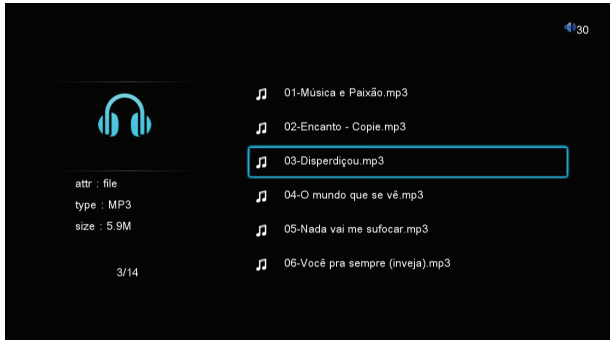 30
01-Música e Paixão.mp3
02-Encanto - Copie.mp3
03-Disperdiçou.mp3
04-O mundo que se vê.mp3
05-Nada vai me sufocar.mp3
06-Você pra sempre (inveja).mp3
attr : file
type : MP3
size : 5.9M
3/14